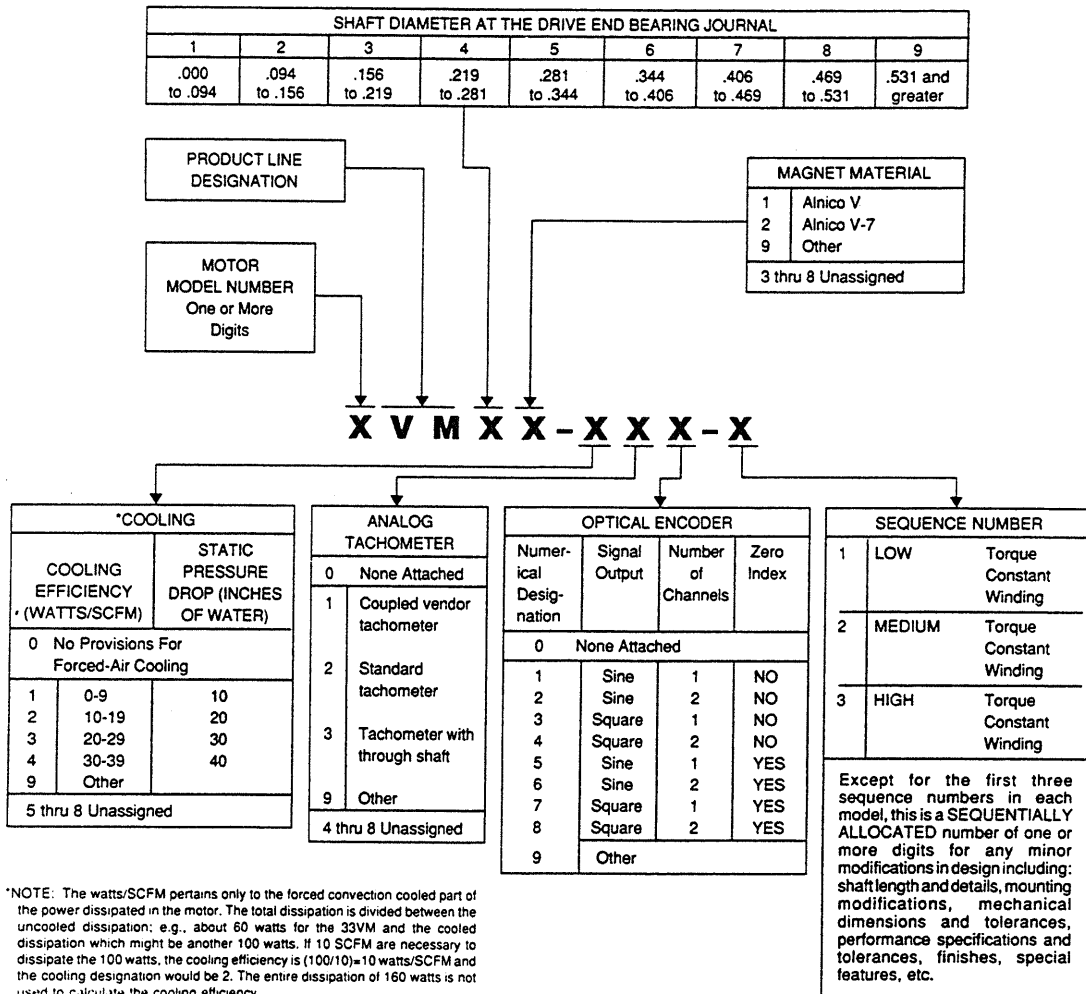 SHAFT DIAMETER AT THE DRIVE END BEARING JOURNAL
1 2 3 4 5 6 7 8 9
.000 .094 .156 .219 .281 .344 .406 .469 .531 and
to .094 to .156 to .219 to .281 to .344 to .406 to .469 to .531 greater
PRODUCT LINE
DESIGNATION
MAGNET MATERIAL
1 Alnico V
2 Alnico V-7
9 Other
3 thru 8 Unassigned
MOTOR
MODEL NUMBER
One or More
Digits
X V M X X – X X X – X
*COOLING
COOLING
EFFICIENCY
(WATTS/SCFM)
STATIC
PRESSURE
DROP (INCHES
OF WATER)
0 No Provisions For
Forced-Air Cooling
1 0-9 10
2 10-19 20
3 20-29 30
4 30-39 40
9 Other
5 thru 8 Unassigned
ANALOG
TACHOMETER
0 None Attached
1 Coupled vendor
tachometer
2 Standard
tachometer
3 Tachometer with
through shaft
9 Other
4 thru 8 Unassigned
OPTICAL ENCODER
Numer-
ical
Desig-
nation
Signal
Output
Number
of
Channels
Zero
Index
0 None Attached
1 Sine 1 NO
2 Sine 2 NO
3 Square 1 NO
4 Square 2 NO
5 Sine 1 YES
6 Sine 2 YES
7 Square 1 YES
8 Square 2 YES
9 Other
SEQUENCE NUMBER
1 LOW Torque
Constant
Winding
2 MEDIUM Torque
Constant
Winding
3 HIGH Torque
Constant
Winding
Except for the first three
sequence numbers in each
model, this is a SEQUENTIALLY
ALLOCATED number of one or
more digits for any minor
modifications in design including:
shaft length and details, mounting
modifications, mechanical
dimensions and tolerances,
performance specifications and
tolerances, finishes, special
features, etc.
*NOTE: The watts/SCFM pertains only to the forced convection cooled part of
the power dissipated in the motor. The total dissipation is divided between the
uncooled dissipation; e.g., about 60 watts for the 33VM and the cooled
dissipation which might be another 100 watts. If 10 SCFM are necessary to
dissipate the 100 watts, the cooling efficiency is (100/10)=10 watts/SCFM and
the cooling designation would be 2. The entire dissipation of 160 watts is not
used to calculate the cooling efficiency